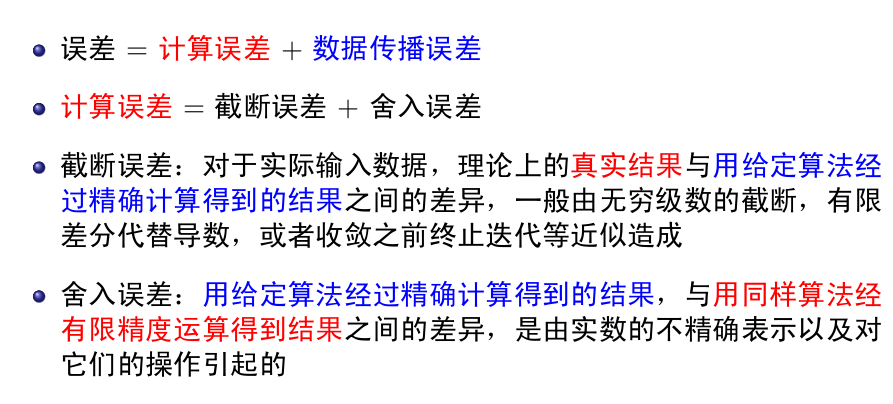 误差 = 计算误差 + 数据传播误差
计算误差 = 截断误差 + 舍入误差
截断误差：对于实际输入数据，理论上的真实结果与用给定算法经
过精确计算得到的结果之间的差异，一般由无穷级数的截断，有限
差分代替导数，或者收敛之前终止迭代等近似造成
舍入误差：用给定算法经过精确计算得到的结果，与用同样算法经
有限精度运算得到结果之间的差异，是由实数的不精确表示以及对
它们的操作引起的